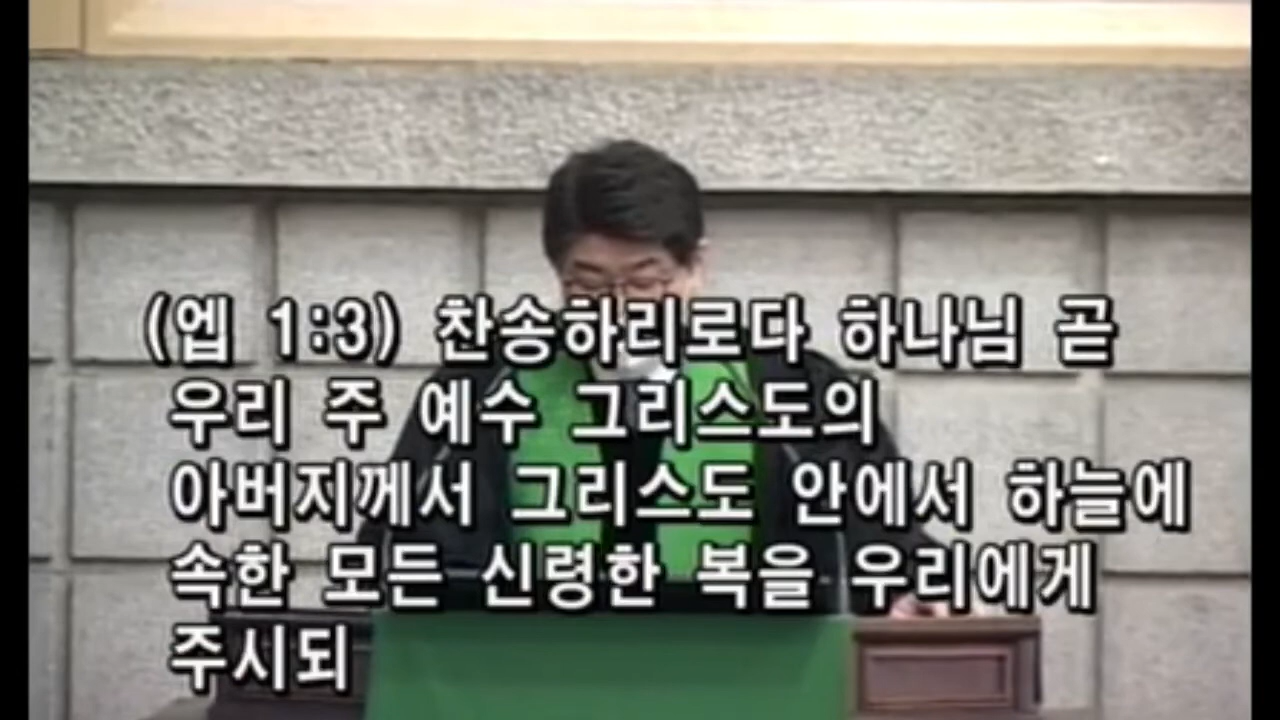 (엡 1:3) 찬송하리로다 하나님 곧
우리 주 예수 그리스도의
아버지께서 그리스도 안에서 하늘에
속한 모든 신령한 복을 우리에게
주시되